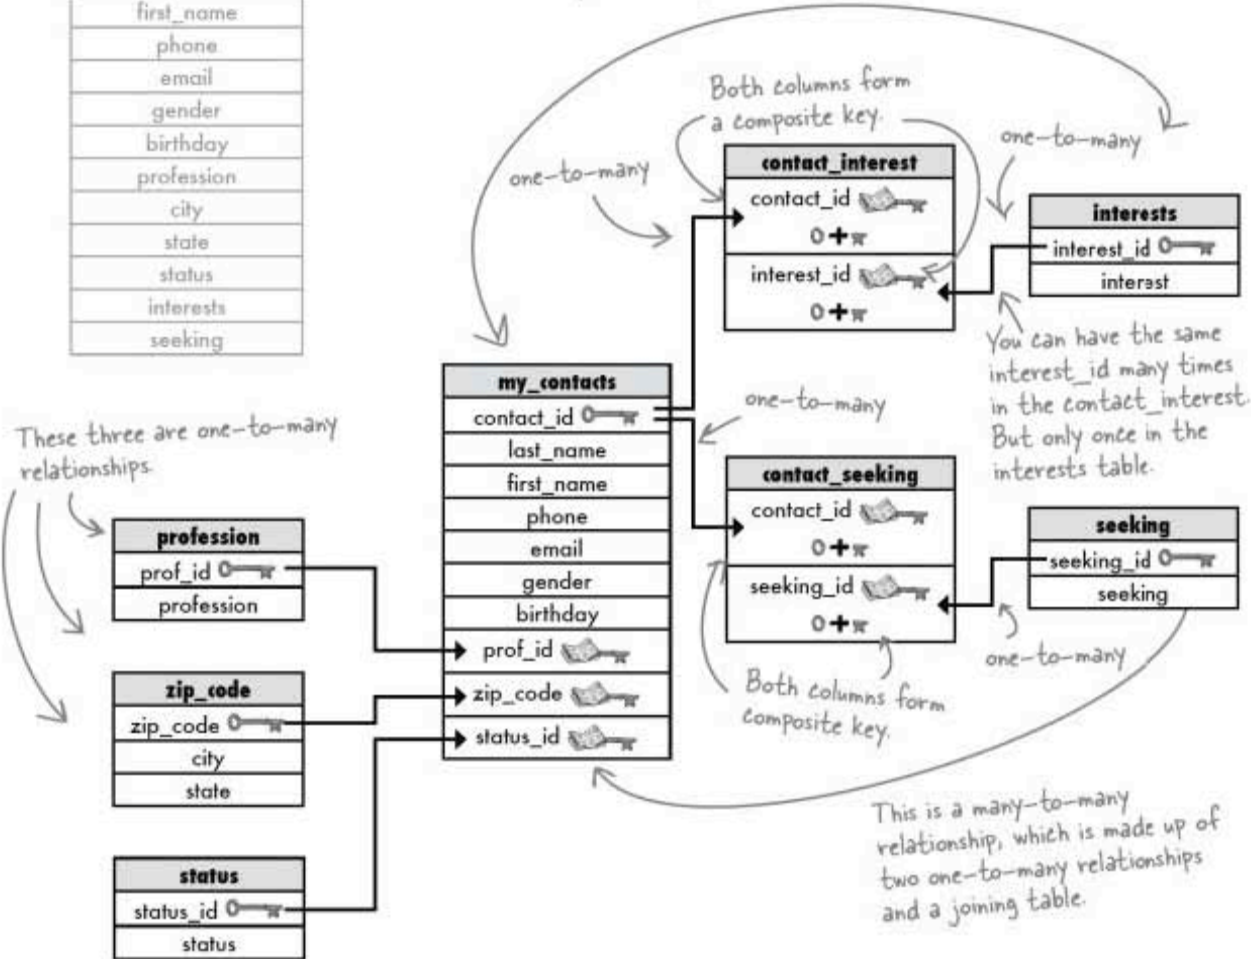 first_name
phone
email
gender
birthday
profession
city
state
status
interests
seeking
Both columns form
a composite key.
one-to-many
one-to-many
contact_interest
contact_id
interest_id
interests
interest_id
interest
You can have the same
interest_id many times
in the contact_interest.
But only once in the
interests table.
my_contacts
contact_id
last_name
first_name
phone
email
gender
birthday
prof_id
zip_code
status_id
one-to-many
These three are one-to-many
relationships.
contact_seeking
contact_id
seeking_id
seeking
seeking_id
seeking
one-to-many
Both columns form
composite key.
profession
prof_id
profession
zip_code
zip_code
city
state
status
status_id
status
This is a many-to-many
relationship, which is made up of
two one-to-many relationships
and a joining table.